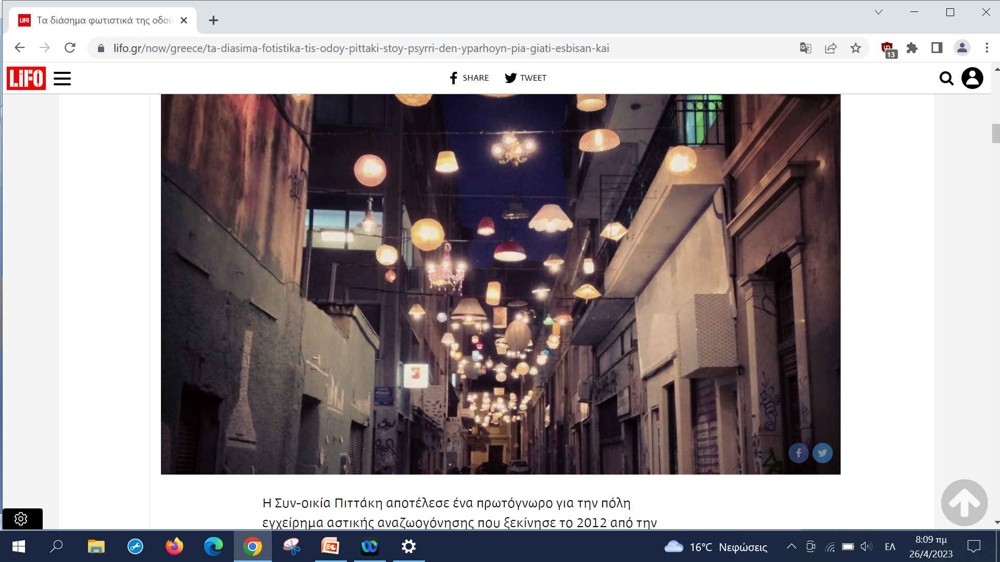 LiFO Τα διάσημα φωτιστικά της οδού
lifo.gr/now/greece/ta-diasima-fotistika-tis-odoy-pittaki-stoy-psyrri-den-yparhoyn-pia-giati-esbisan-kai
13
LiFO
SHARE TWEET
ΟΔΟΣ
Η Συν-οικία Πιττάκη αποτέλεσε ένα πρωτόγνωρο για την πόλη
εγχείρημα αστικής αναζωογόνησης που ξεκίνησε το 2012 από την
16°C Νεφώσεις
ΕΛ
8:09 πμ
26/4/2023